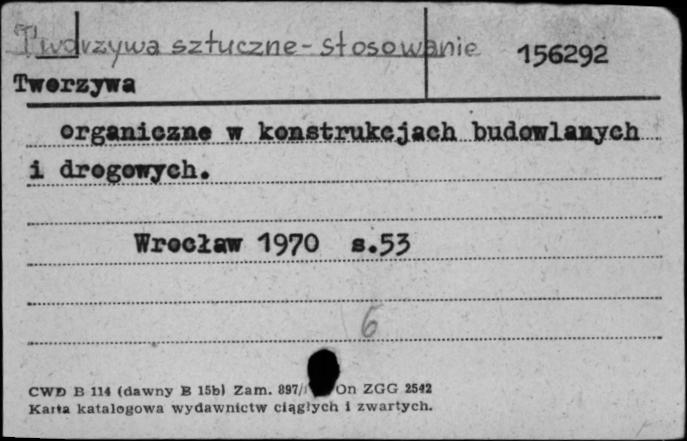 Tworzywa sztuczne - stosowanie 156292
Tworzywa
organiczne w konstrukcjach budowlanych
i drogowych.
Wrocław 1970 s.53
6
CWD B 114 (dawny B 15b) Zam. 897/ On ZGG 2542
Karta katalogowa wydawnictw ciągłych i zwartych.